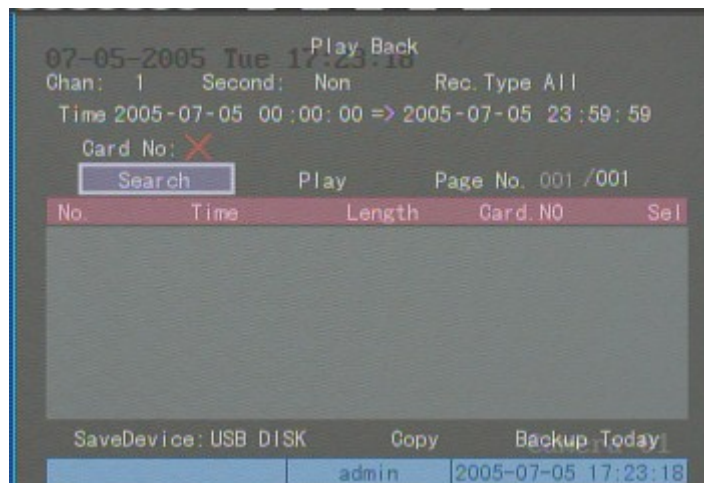 Play Back
07-05-2005 Tue 17:23:18
Chan: 1 Second: Non Rec.Type All
Time 2005-07-05 00:00:00 => 2005-07-05 23:59:59
Card No:
Search Play Page No. 001 /001
No. Time Length Card.NO Sel
SaveDevice: USB DISK Copy Backup Today
Camera 01
admin 2005-07-05 17:23:18